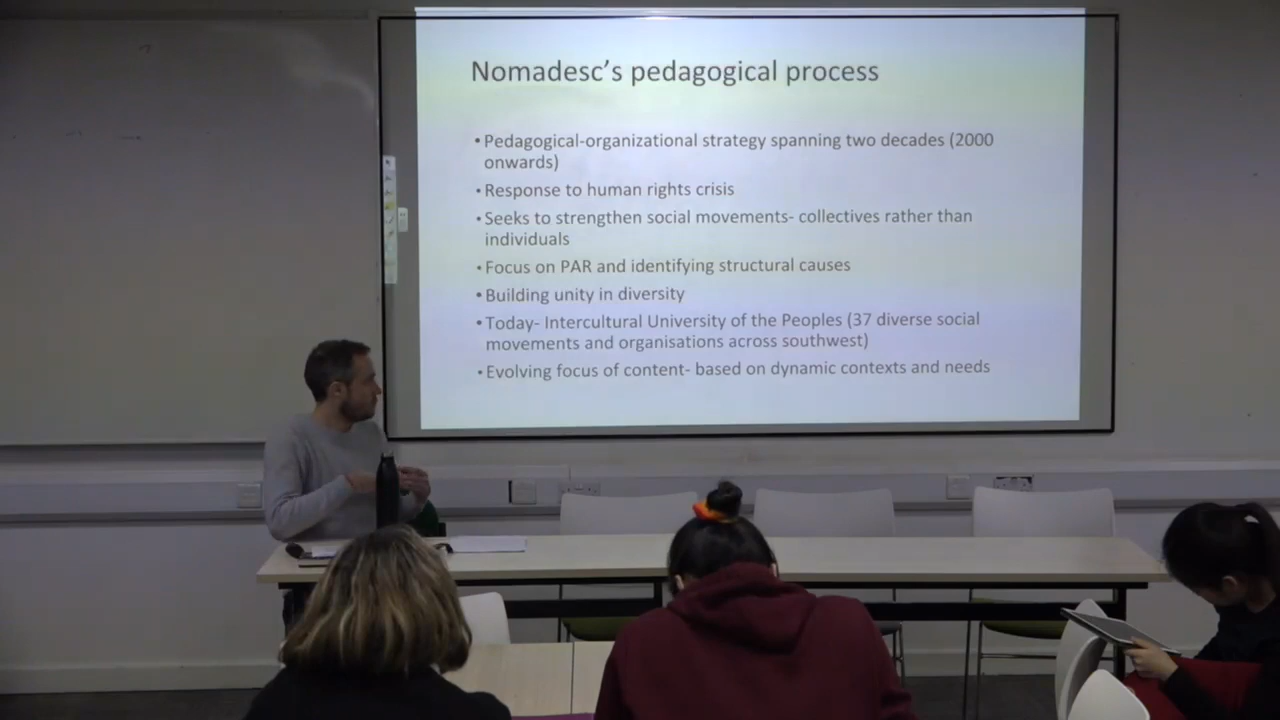 Nomadesc's pedagogical process
• Pedagogical-organizational strategy spanning two decades (2000
onwards)
• Response to human rights crisis
• Seeks to strengthen social movements- collectives rather than
individuals
• Focus on PAR and identifying structural causes
• Building unity in diversity
• Today- Intercultural University of the Peoples (37 diverse social
movements and organisations across southwest)
• Evolving focus of content- based on dynamic contexts and needs